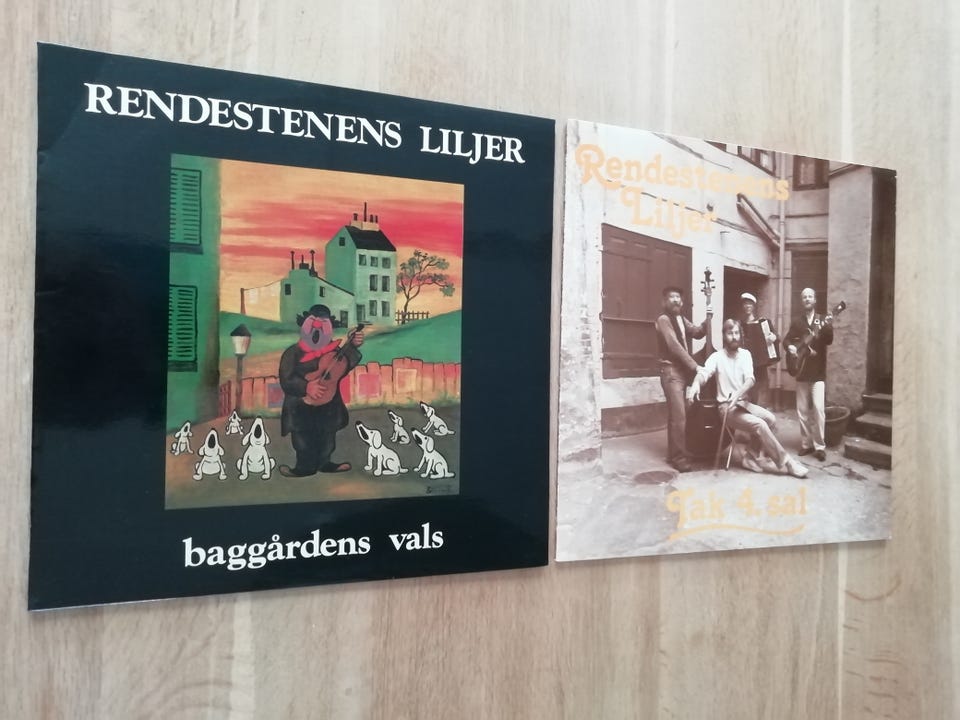 RENDESTENENS LILJER
baggårdens vals
Rendestenens
Liljer
Tak 4. sal